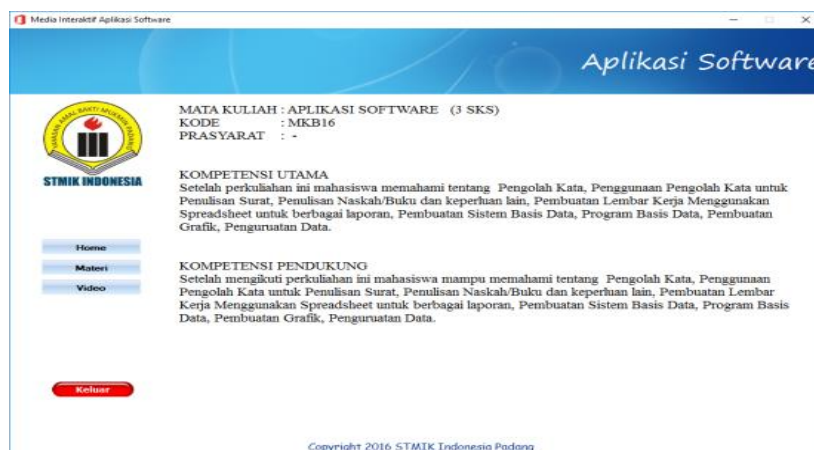 Media Interaktif Aplikasi Software
Aplikasi Software
STMIK INDONESIA
Home
Materi
Video
Keluar
MATA KULIAH : APLIKASI SOFTWARE (3 SKS)
KODE : MKB16
PRASYARAT : -
KOMPETENSI UTAMA
Setelah perkuliahan ini mahasiswa memahami tentang Pengolah Kata, Penggunaan Pengolah Kata untuk
Penulisan Surat, Penulisan Naskah/Buku dan keperluan lain, Pembuatan Lembar Kerja Menggunakan
Spreadsheet untuk berbagai laporan, Pembuatan Sistem Basis Data, Program Basis Data, Pembuatan
Grafik, Penguruatan Data.
KOMPETENSI PENDUKUNG
Setelah mengikuti perkuliahan ini mahasiswa mampu memahami tentang Pengolah Kata, Penggunaan
Pengolah Kata untuk Penulisan Surat, Penulisan Naskah/Buku dan keperluan lain, Pembuatan Lembar
Kerja Menggunakan Spreadsheet untuk berbagai laporan, Pembuatan Sistem Basis Data, Program Basis
Data, Pembuatan Grafik, Penguruatan Data.
Copyright 2016 STMIK Indonesia Padang